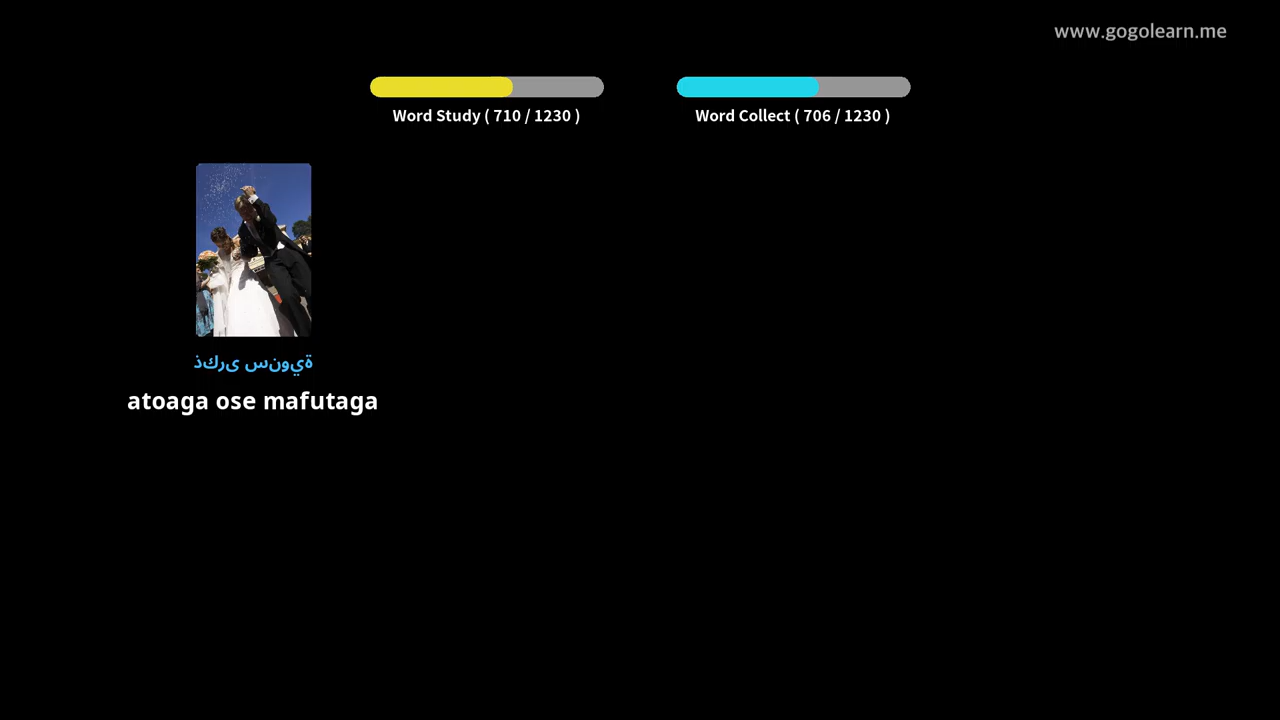 www.gogolearn.me
Word Study ( 710 / 1230 )
Word Collect ( 706 / 1230 )
ذكرى سنوية
atoaga ose mafutaga